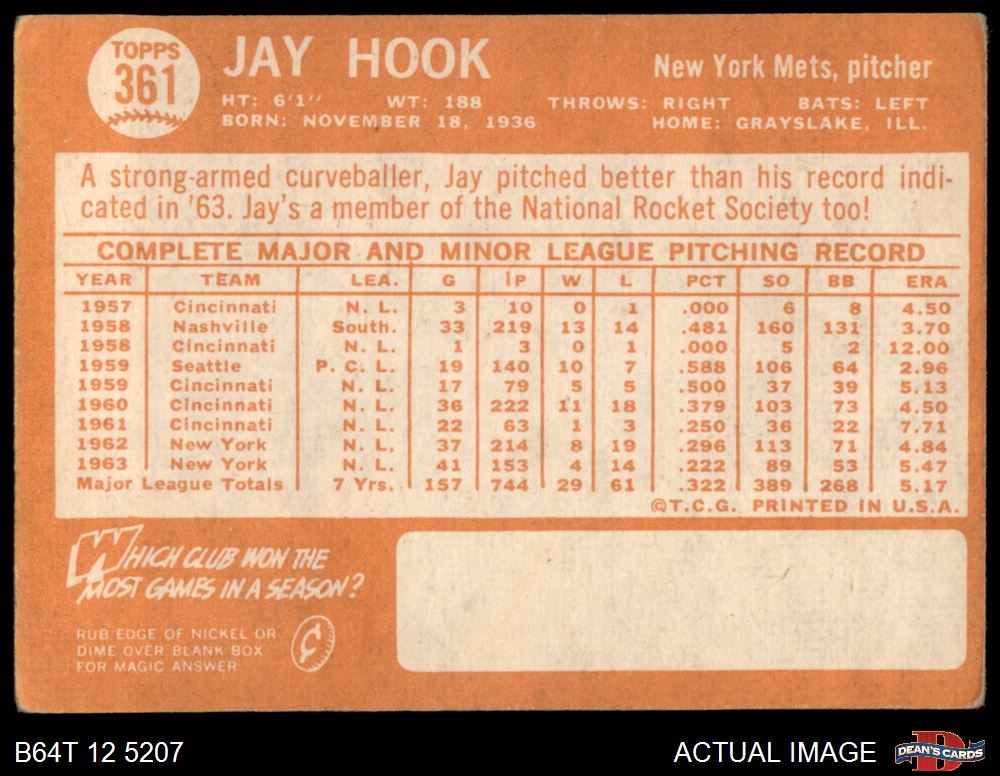 TOPPS
361
JAY HOOK
New York Mets, pitcher
HT: 6'1" WT: 188 THROWS: RIGHT BATS: LEFT
BORN: NOVEMBER 18, 1936 HOME: GRAYSLAKE, ILL.
A strong-armed curveballer, Jay pitched better than his record indi-
cated in '63. Jay's a member of the National Rocket Society too!
COMPLETE MAJOR AND MINOR LEAGUE PITCHING RECORD
YEAR TEAM LEA. G IP W L PCT SO BB ERA
1957 Cincinnati N. L. 3 10 0 1 .000 6 8 4.50
1958 Nashville South. 33 219 13 14 .481 160 131 3.70
1958 Cincinnati N. L. 1 3 0 1 .000 5 2 12.00
1959 Seattle P. C. L. 19 140 10 7 .588 106 64 2.96
1959 Cincinnati N. L. 17 79 5 5 .500 37 39 5.13
1960 Cincinnati N. L. 36 222 11 18 .379 103 73 4.50
1961 Cincinnati N. L. 22 63 1 3 .250 36 22 7.71
1962 New York N. L. 37 214 8 19 .296 113 71 4.84
1963 New York N. L. 41 153 4 14 .222 89 53 5.47
Major League Totals 7 Yrs. 157 744 29 61 .322 389 268 5.17
©T.C.G. PRINTED IN U.S.A.
WHICH CLUB WON THE
MOST GAMES IN A SEASON?
RUB EDGE OF NICKEL OR
DIME OVER BLANK BOX
FOR MAGIC ANSWER
B64T 12 5207
ACTUAL IMAGE
DEAN'S CARDS